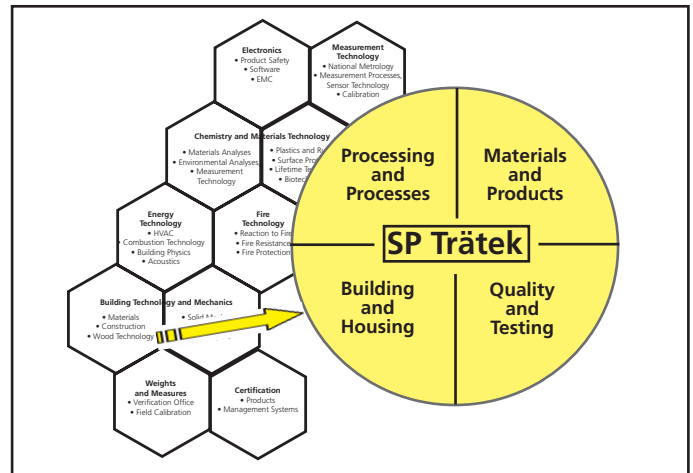 Electronics
• Product Safety
• Software
• EMC
Measurement
Technology
• National Metrology
• Measurement Processes,
Sensor Technology
• Calibration
Chemistry and Materials Technology
• Materials Analyses
• Environmental Analyses,
• Measurement
Technology
• Plastics and
• Surface
• Lifetime
•
Energy
Technology
• HVAC
• Combustion Technology
• Building Physics
• Acoustics
Fire
Technology
• Reaction to Fire
• Fire Resistance
• Fire Protection
Building Technology and Mechanics
• Materials
• Construction
• Wood Technology
• Solid
Weights
and Measures
• Verification Office
• Field Calibration
Certification
• Products
• Management Systems
Processing
and
Processes
Materials
and
Products
SP Trätek
Building
and
Housing
Quality
and
Testing